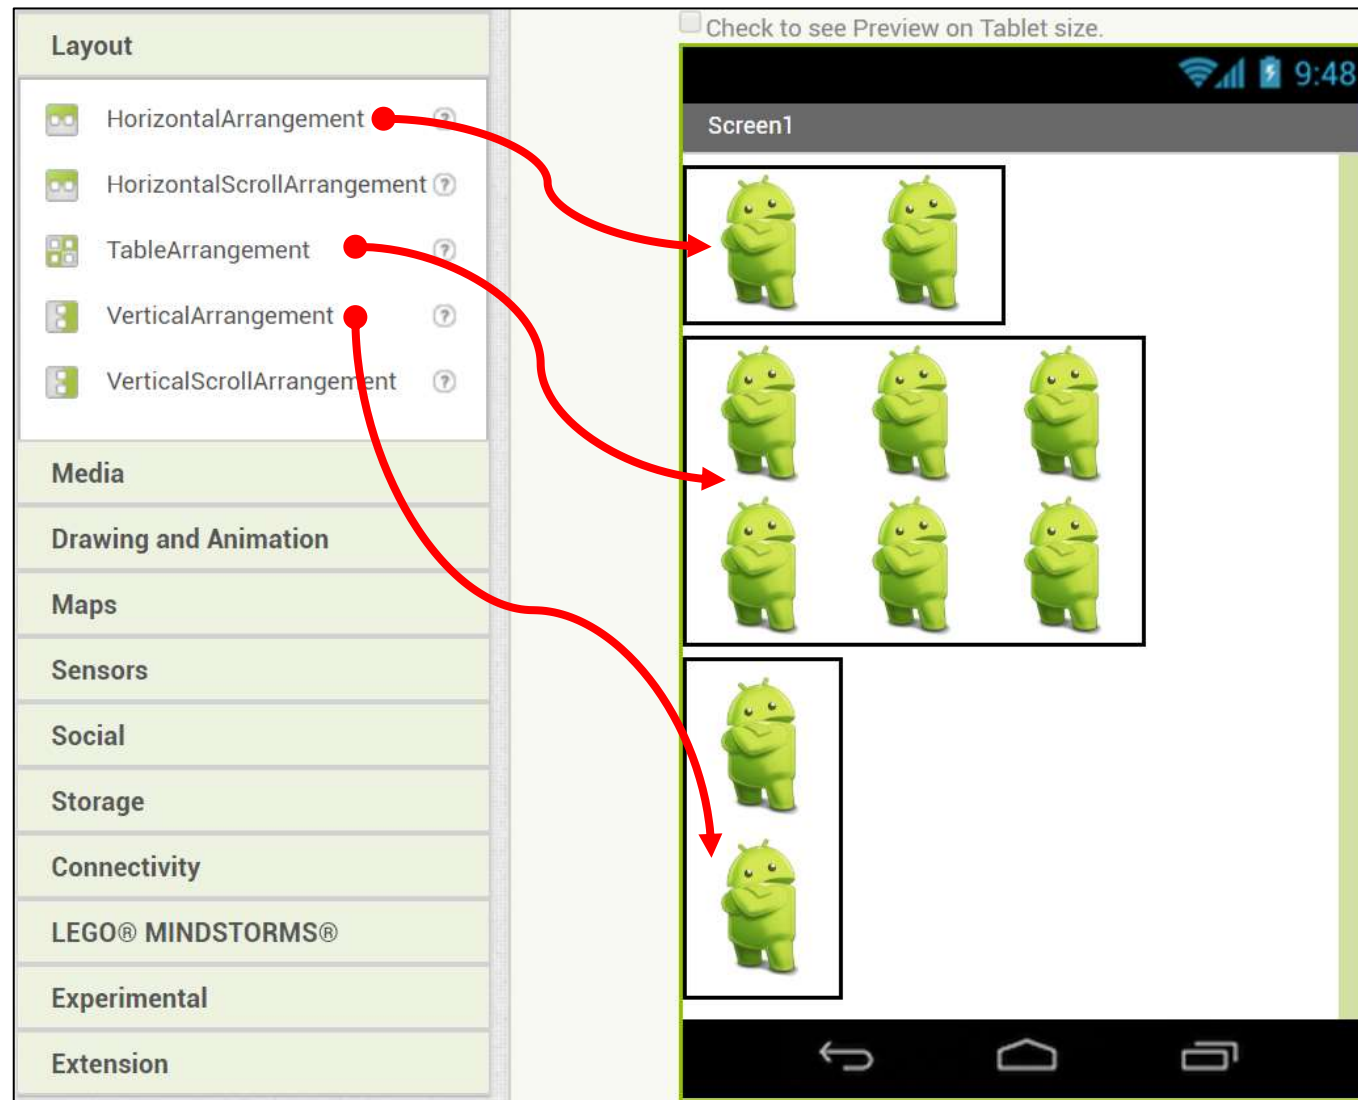 Layout
HorizontalArrangement ?
HorizontalScrollArrangement ?
TableArrangement ?
VerticalArrangement ?
VerticalScrollArrangement ?
Media
Drawing and Animation
Maps
Sensors
Social
Storage
Connectivity
LEGO® MINDSTORMS®
Experimental
Extension
Check to see Preview on Tablet size.
9:48
Screen1